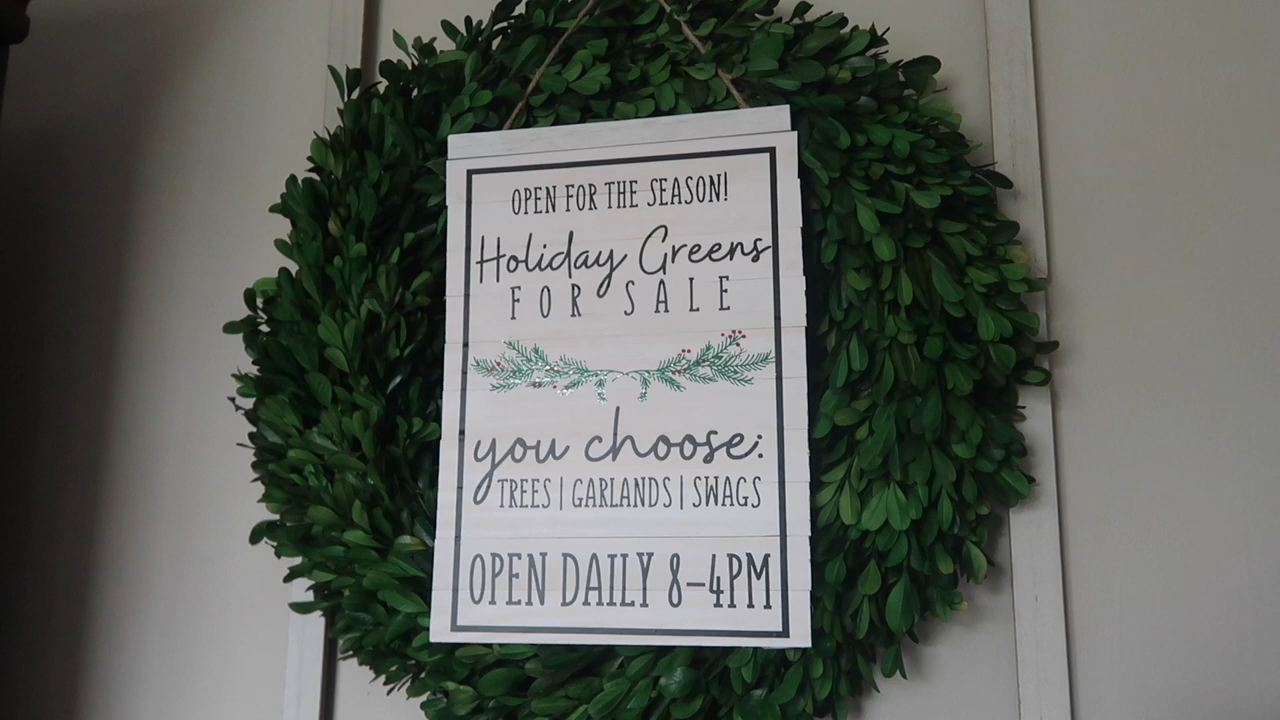 OPEN FOR THE SEASON!
Holiday Greens
FOR SALE
you choose:
TREES | GARLANDS | SWAGS
OPEN DAILY 8-4PM